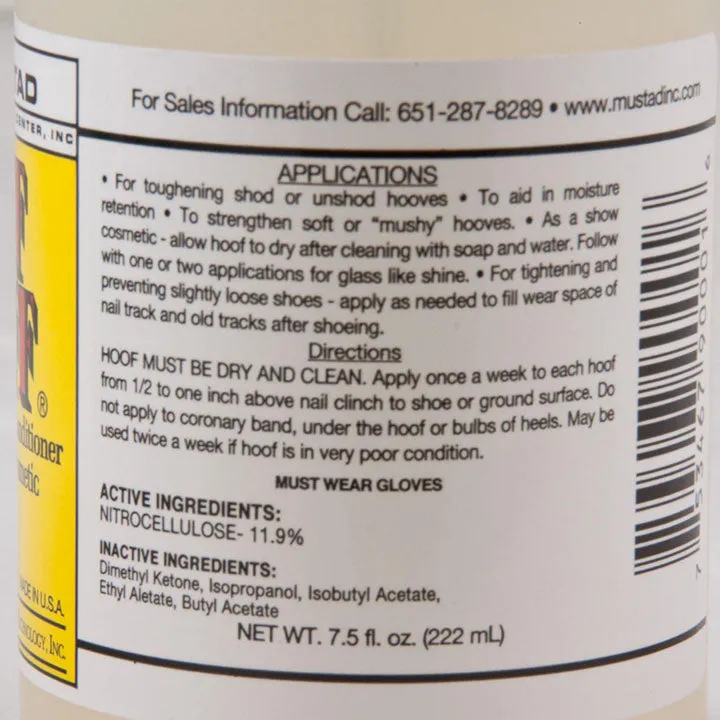 TAD
CENTER, INC
For Sales Information Call: 651-287-8289 • www.mustadinc.com
APPLICATIONS
• For toughening shod or unshod hooves • To aid in moisture
retention • To strengthen soft or "mushy" hooves. • As a show
cosmetic - allow hoof to dry after cleaning with soap and water. Follow
with one or two applications for glass like shine. • For tightening and
preventing slightly loose shoes - apply as needed to fill wear space of
nail track and old tracks after shoeing.
Directions
HOOF MUST BE DRY AND CLEAN. Apply once a week to each hoof
from 1/2 to one inch above nail clinch to shoe or ground surface. Do
not apply to coronary band, under the hoof or bulbs of heels. May be
used twice a week if hoof is in very poor condition.
MUST WEAR GLOVES
ACTIVE INGREDIENTS:
NITROCELLULOSE- 11.9%
INACTIVE INGREDIENTS:
Dimethyl Ketone, Isopropanol, Isobutyl Acetate,
Ethyl Aletate, Butyl Acetate
NET WT. 7.5 fl. oz. (222 mL)
®
nditioner
metic
MADE IN U.S.A.
NOLOGY, INC.